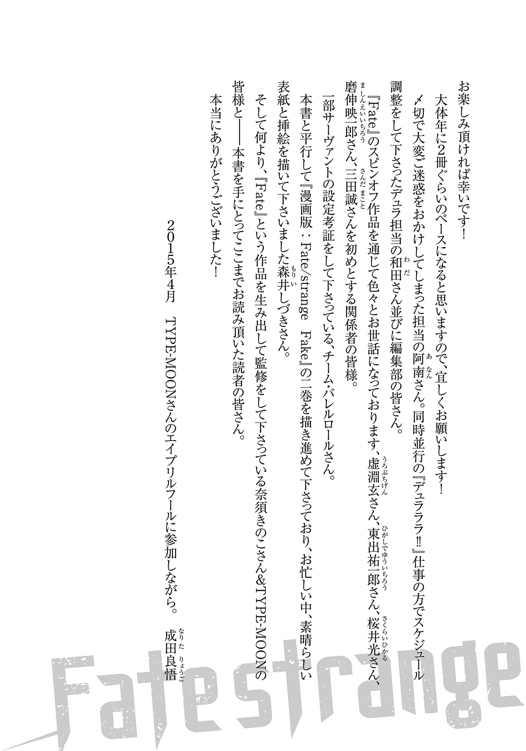 お楽しみ頂ければ幸いです！
大体年に２冊ぐらいのペースになると思いますので、宜しくお願いします！
〆切で大変ご迷惑をおかけしてしまった担当の阿南さん。同時並行の『デュラララ!!』仕事の方でスケジュール
調整をして下さったデュラ担当の和田さん並びに編集部の皆さん。
『Fate』のスピンオフ作品を通じて色々とお世話になっております、虚淵玄さん、東出祐一郎さん、桜井光さん、
磨伸映一郎さん、三田誠さんを初めとする関係者の皆様。
一部サーヴァントの設定考証をして下さっている、チーム・バレルロールさん。
本書と平行して『漫画版：Fate/strange Fake』の二巻を描き進めて下さっており、お忙しい中、素晴らしい
表紙と挿絵を描いて下さいました森井しづきさん。
そして何より、『Fate』という作品を生み出して監修をして下さっている奈須きのこさん＆TYPE-MOONの
皆様と――本書を手にとってここまでお読み頂いた読者の皆さん。
本当にありがとうございました！
２０１５年４月　TYPE-MOONさんのエイプリルフールに参加しながら。　成田良悟
Fate strange